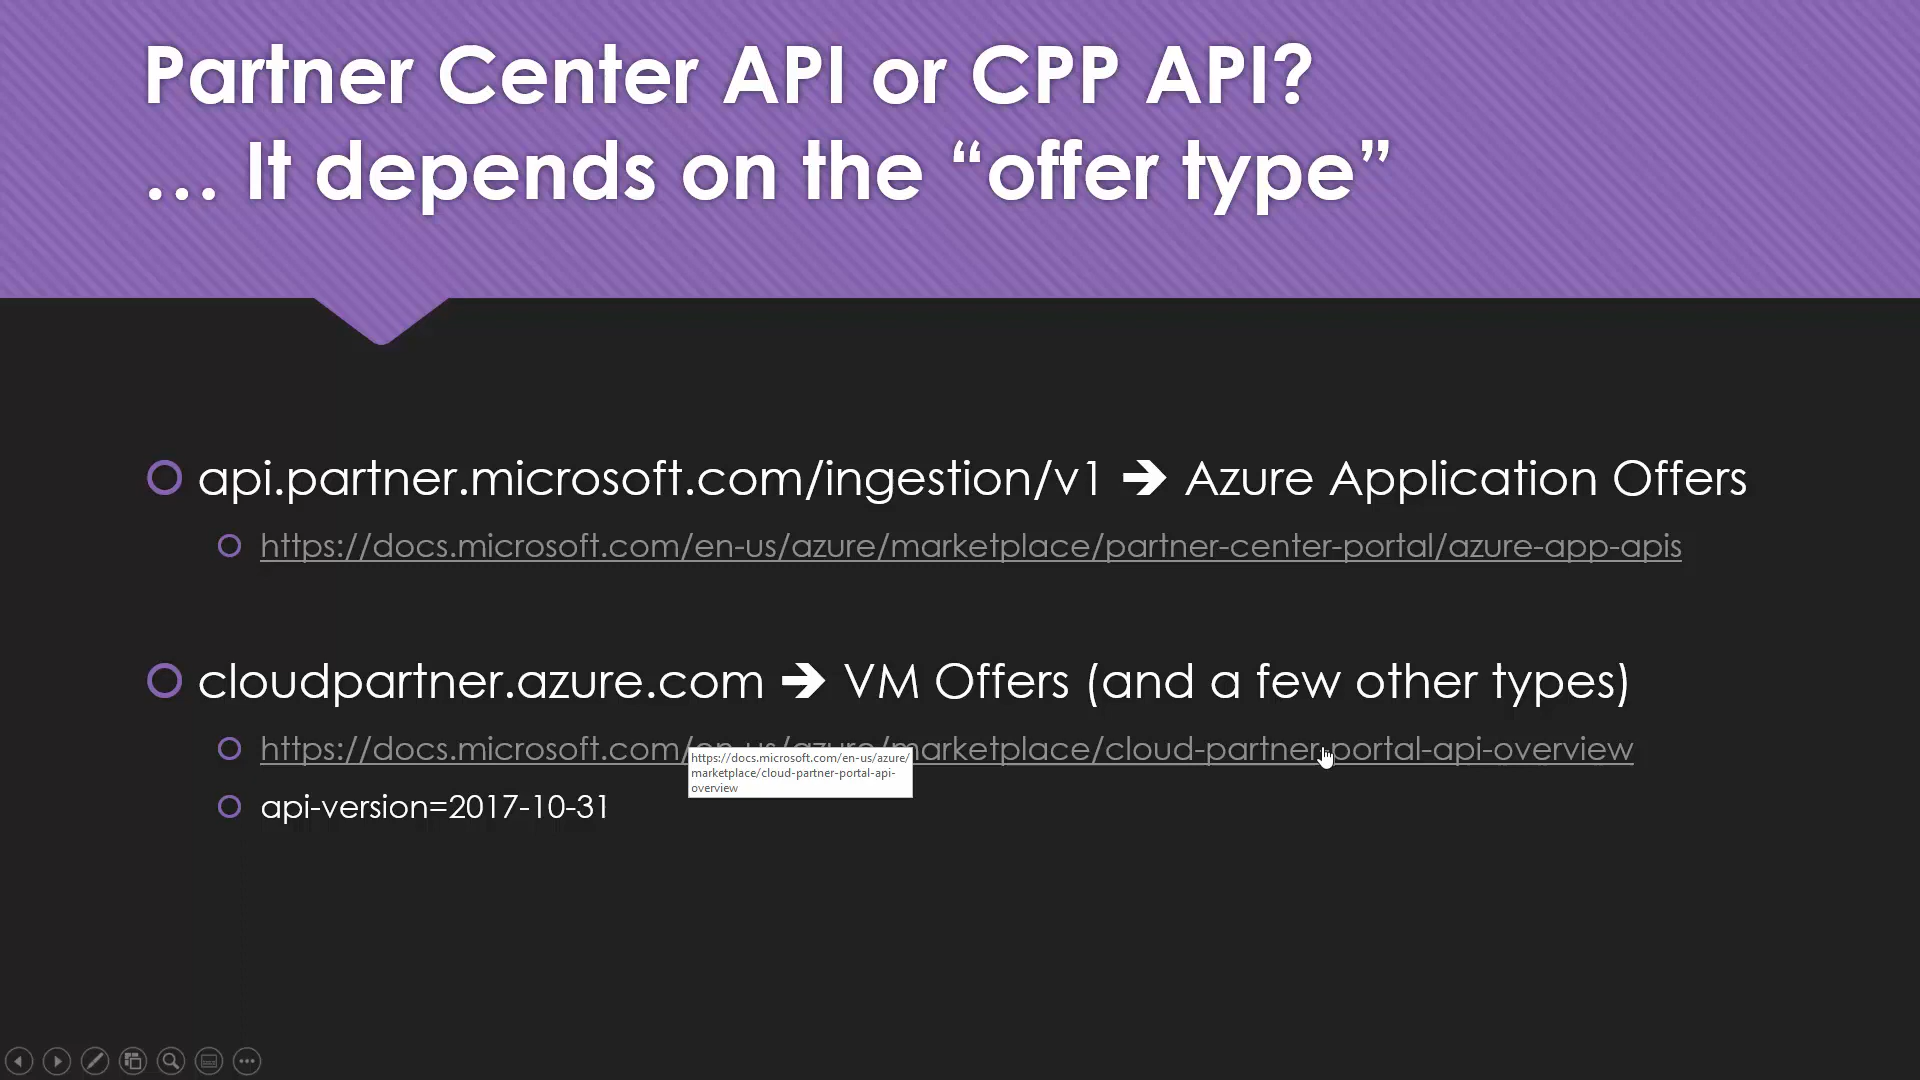 Partner Center API or CPP API?
… It depends on the “offer type”
api.partner.microsoft.com/ingestion/v1 ➔ Azure Application Offers
https://docs.microsoft.com/en-us/azure/marketplace/partner-center-portal/azure-app-apis
cloudpartner.azure.com ➔ VM Offers (and a few other types)
https://docs.microsoft.com/en-us/azure/marketplace/cloud-partner-portal-api-overview
https://docs.microsoft.com/en-us/azure/
marketplace/cloud-partner-portal-api-
overview
api-version=2017-10-31